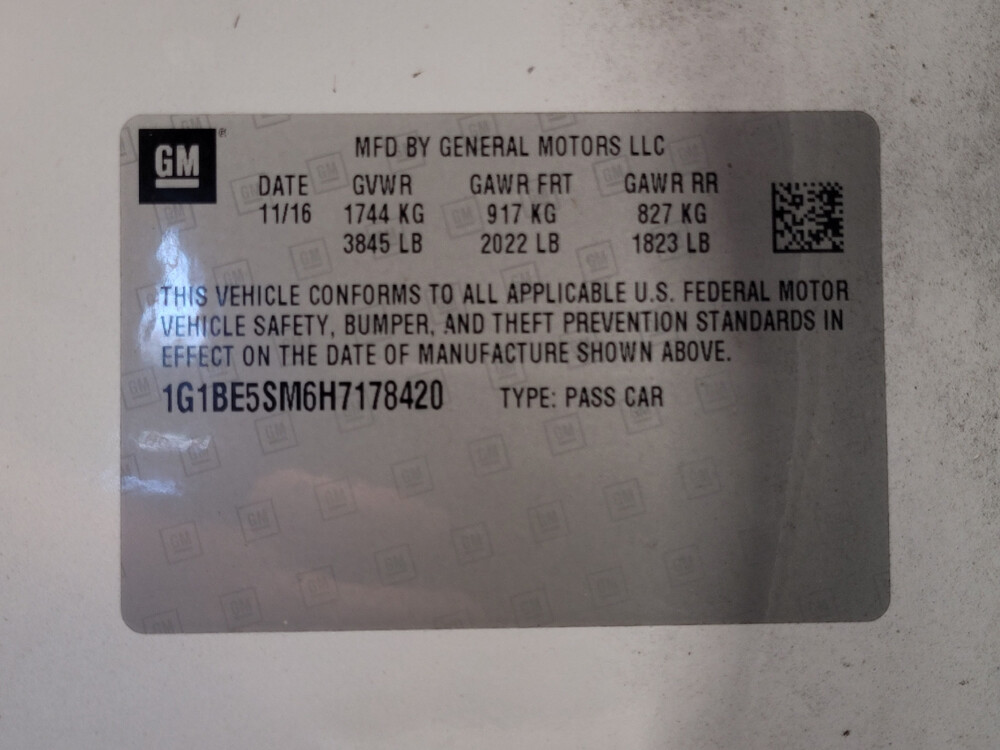 GM®
MFD BY GENERAL MOTORS LLC
DATE GVWR GAWR FRT GAWR RR
11/16 1744 KG 917 KG 827 KG
3845 LB 2022 LB 1823 LB
THIS VEHICLE CONFORMS TO ALL APPLICABLE U.S. FEDERAL MOTOR
VEHICLE SAFETY, BUMPER, AND THEFT PREVENTION STANDARDS IN
EFFECT ON THE DATE OF MANUFACTURE SHOWN ABOVE.
1G1BE5SM6H7178420 TYPE: PASS CAR